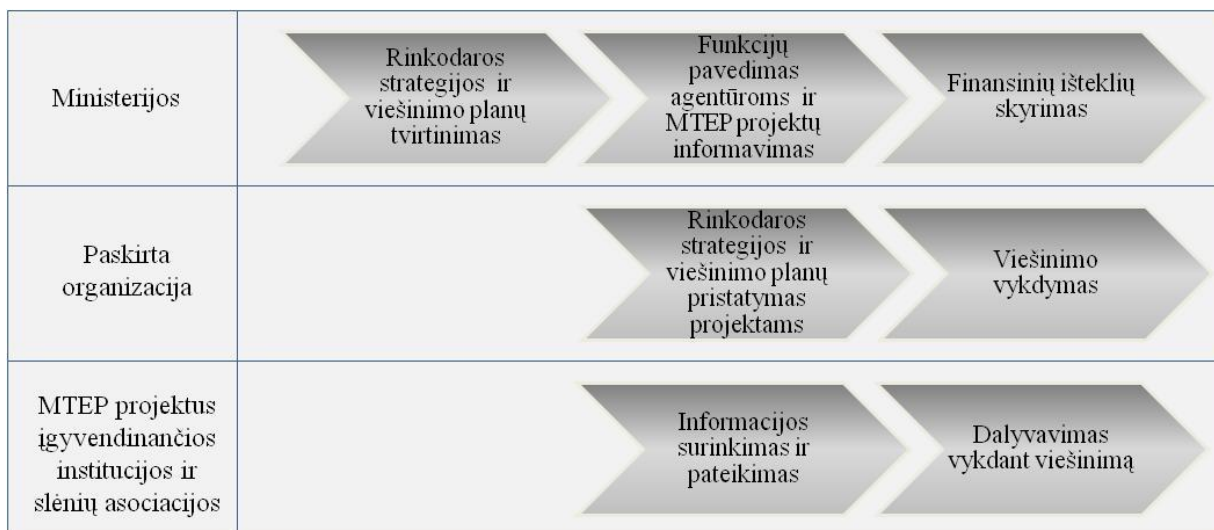 Ministerijos
Rinkodaros
strategijos ir
viešinimo planų
tvirtinimas
Funkcijų
pavedimas
agentūroms ir
MTEP projektų
informavimas
Finansinių išteklių
skyrimas
Paskirta
organizacija
Rinkodaros
strategijos ir
viešinimo planų
pristatymas
projektams
Viešinimo
vykdymas
MTEP projektus
įgyvendinančios
institucijos ir
slėnių asociacijos
Informacijos
surinkimas ir
pateikimas
Dalyvavimas
vykdant viešinimą